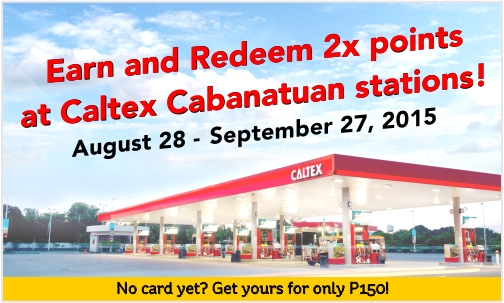 Earn and Redeem 2x points
at Caltex Cabanatuan stations!
August 28 - September 27, 2015
CALTEX
No card yet? Get yours for only P150!